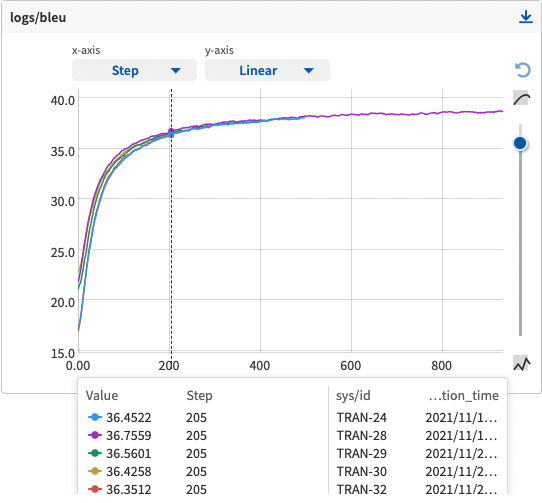 logs/bleu
x-axis
y-axis
Step
Linear
40.0
35.0
30.0
25.0
20.0
15.0
0.00 200 400 600 800
Value Step sys/id …tion_time
36.4522 205 TRAN-24 2021/11/1…
36.7559 205 TRAN-28 2021/11/1…
36.5601 205 TRAN-29 2021/11/2…
36.4258 205 TRAN-30 2021/11/2…
36.3512 205 TRAN-32 2021/11/2…